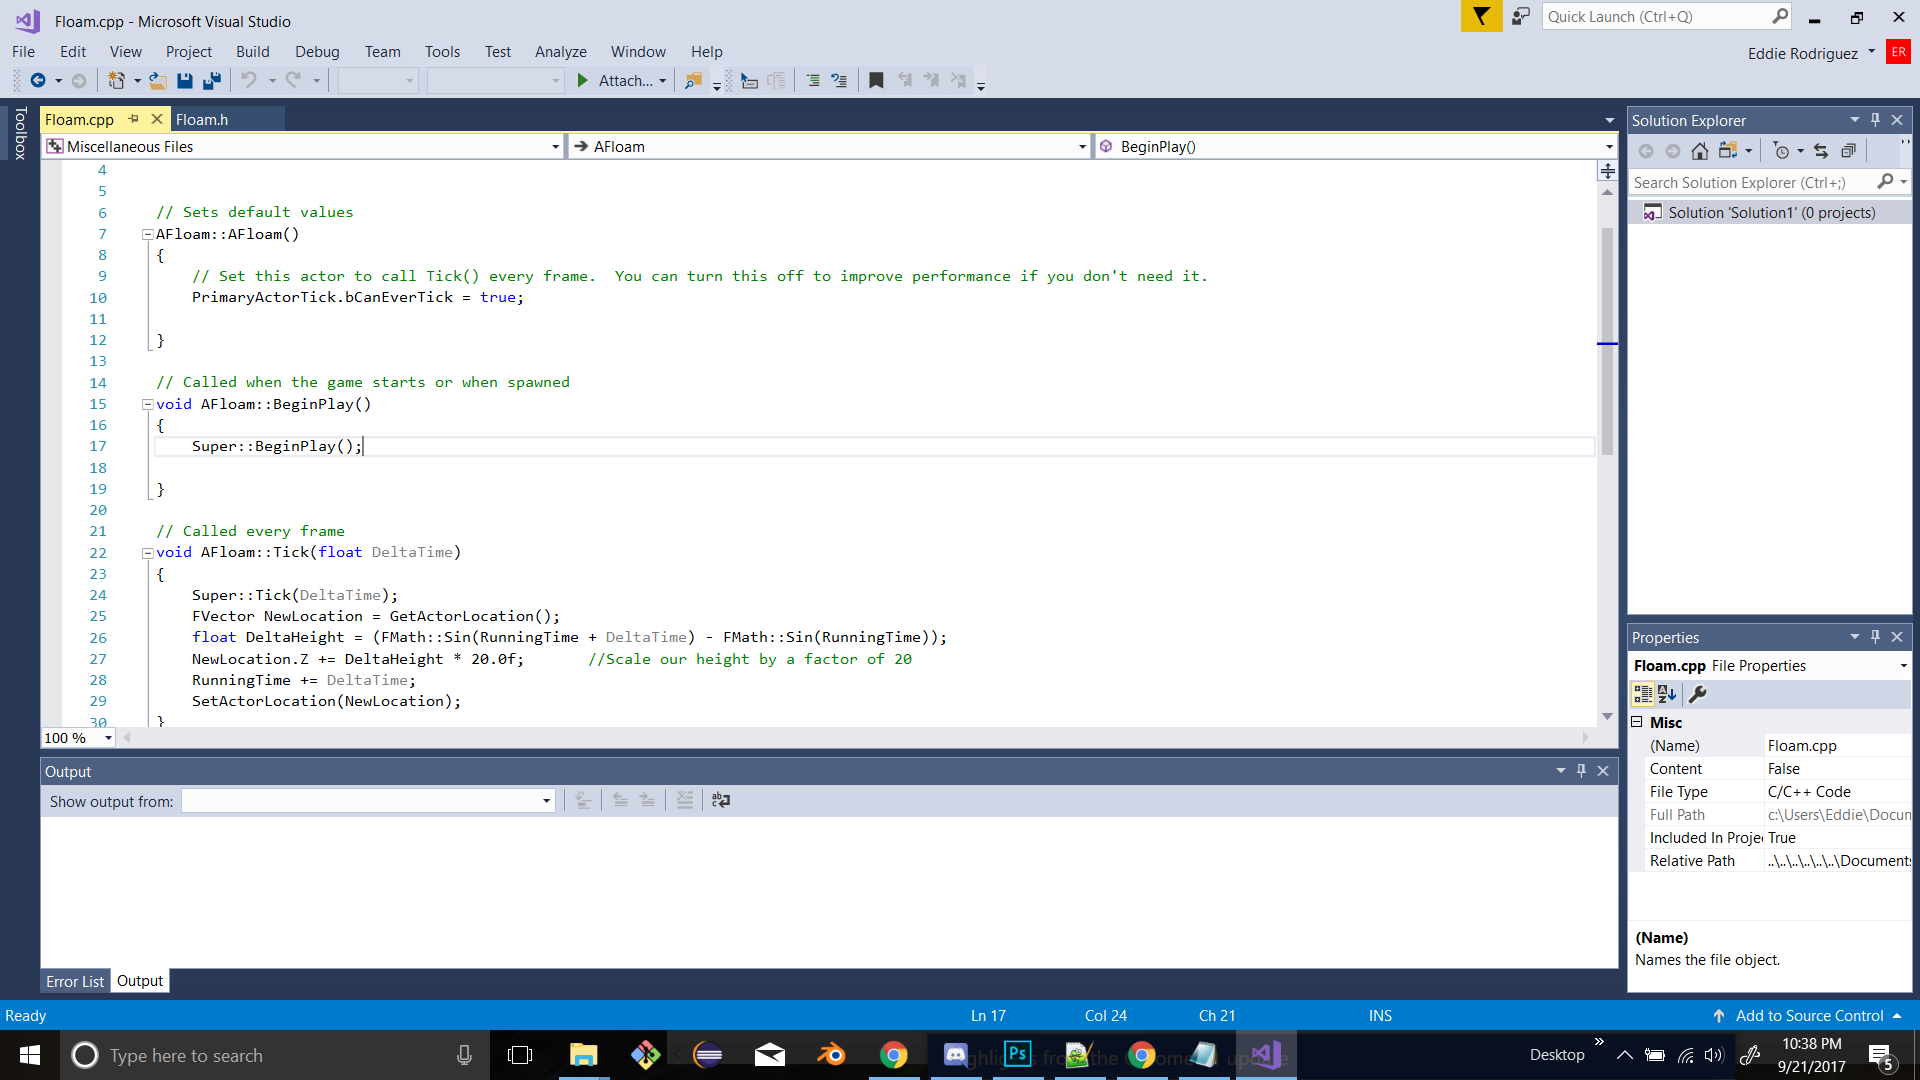 Floam.cpp - Microsoft Visual Studio
Quick Launch (Ctrl+Q)
File Edit View Project Build Debug Team Tools Test Analyze Window Help
Eddie Rodriguez ER
Attach...
Toolbox
Floam.cpp Floam.h
Miscellaneous Files AFloam BeginPlay()
4
5
6 // Sets default values
7 AFloam::AFloam()
8 {
9 // Set this actor to call Tick() every frame.  You can turn this off to improve performance if you don't need it.
10 PrimaryActorTick.bCanEverTick = true;
11
12 }
13
14 // Called when the game starts or when spawned
15 void AFloam::BeginPlay()
16 {
17 Super::BeginPlay();
18
19 }
20
21 // Called every frame
22 void AFloam::Tick(float DeltaTime)
23 {
24 Super::Tick(DeltaTime);
25 FVector NewLocation = GetActorLocation();
26 float DeltaHeight = (FMath::Sin(RunningTime + DeltaTime) - FMath::Sin(RunningTime));
27 NewLocation.Z += DeltaHeight * 20.0f; //Scale our height by a factor of 20
28 RunningTime += DeltaTime;
29 SetActorLocation(NewLocation);
30 }
100 %
Output
Show output from:
Error List Output
Solution Explorer
Search Solution Explorer (Ctrl+;)
Solution 'Solution1' (0 projects)
Properties
Floam.cpp File Properties
Misc
(Name) Floam.cpp
Content False
File Type C/C++ Code
Full Path c:\Users\Eddie\Docun
Included In Proje True
Relative Path ..\..\..\..\..\..\Documents
(Name)
Names the file object.
Ready Ln 17 Col 24 Ch 21 INS Add to Source Control
Type here to search
Ps
Desktop
10:38 PM
9/21/2017
5